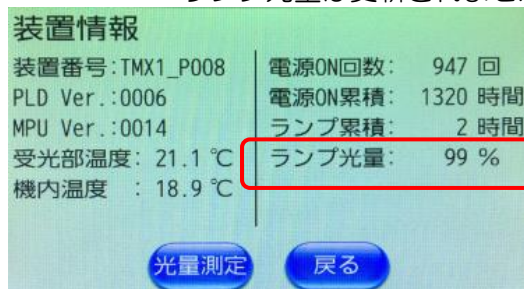 装置情報
装置番号:TMX1_P008
PLD Ver.:0006
MPU Ver.:0014
受光部温度: 21.1 ℃
機内温度 : 18.9 ℃
電源ON回数: 947 回
電源ON累積: 1320 時間
ランプ累積: 2 時間
ランプ光量: 99 %
光量測定
戻る